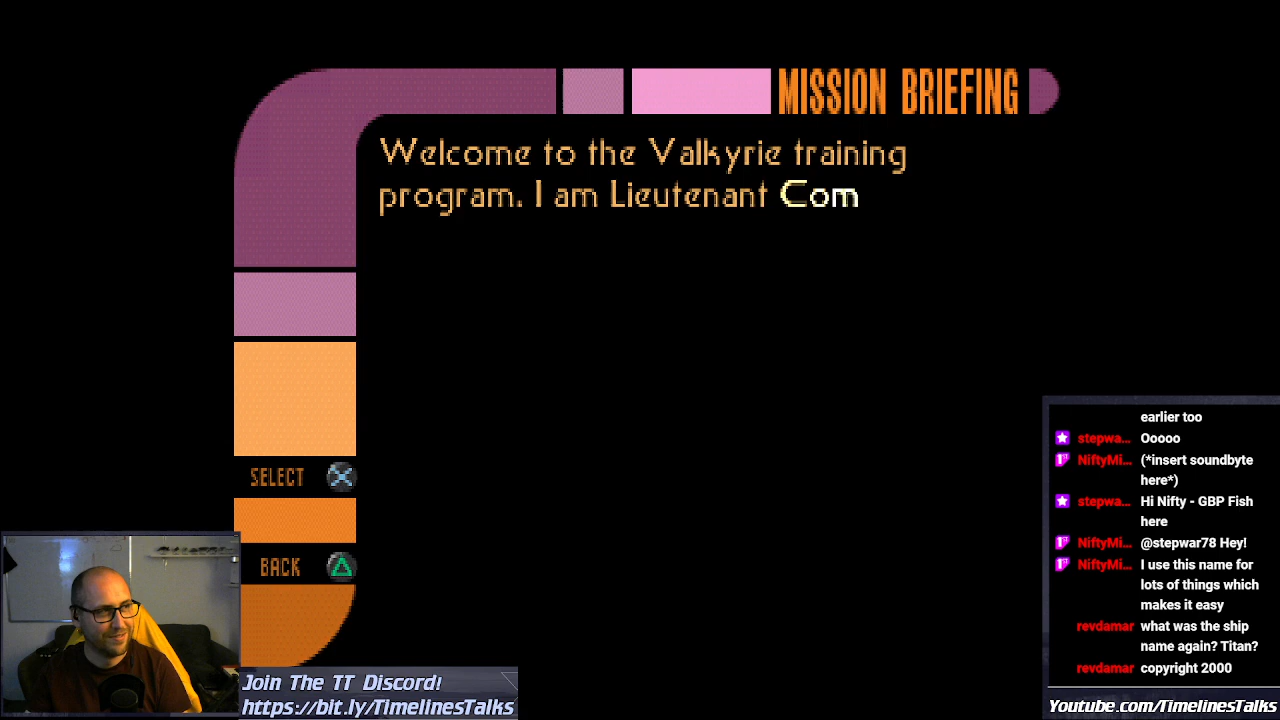 MISSION BRIEFING
Welcome to the Valkyrie training
program. I am Lieutenant Com
SELECT
BACK
earlier too
stepwa... Ooooo
NiftyMi... (*insert soundbyte
here*)
stepwa... Hi Nifty - GBP Fish
here
NiftyMi... @stepwar78 Hey!
NiftyMi... I use this name for
lots of things which
makes it easy
revdamar what was the ship
name again? Titan?
revdamar copyright 2000
Join The TT Discord!
https://bit.ly/TimelinesTalks
Youtube.com/TimelinesTalks